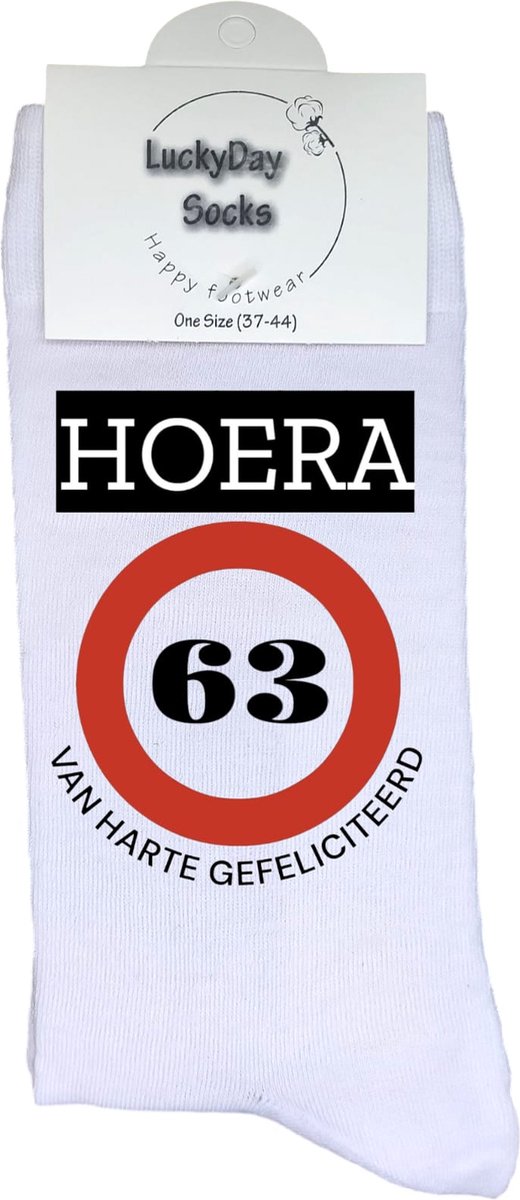 LuckyDay
Socks
Happy footwear
One Size (37-44)
HOERA
63
VAN HARTE GEFELICITEERD